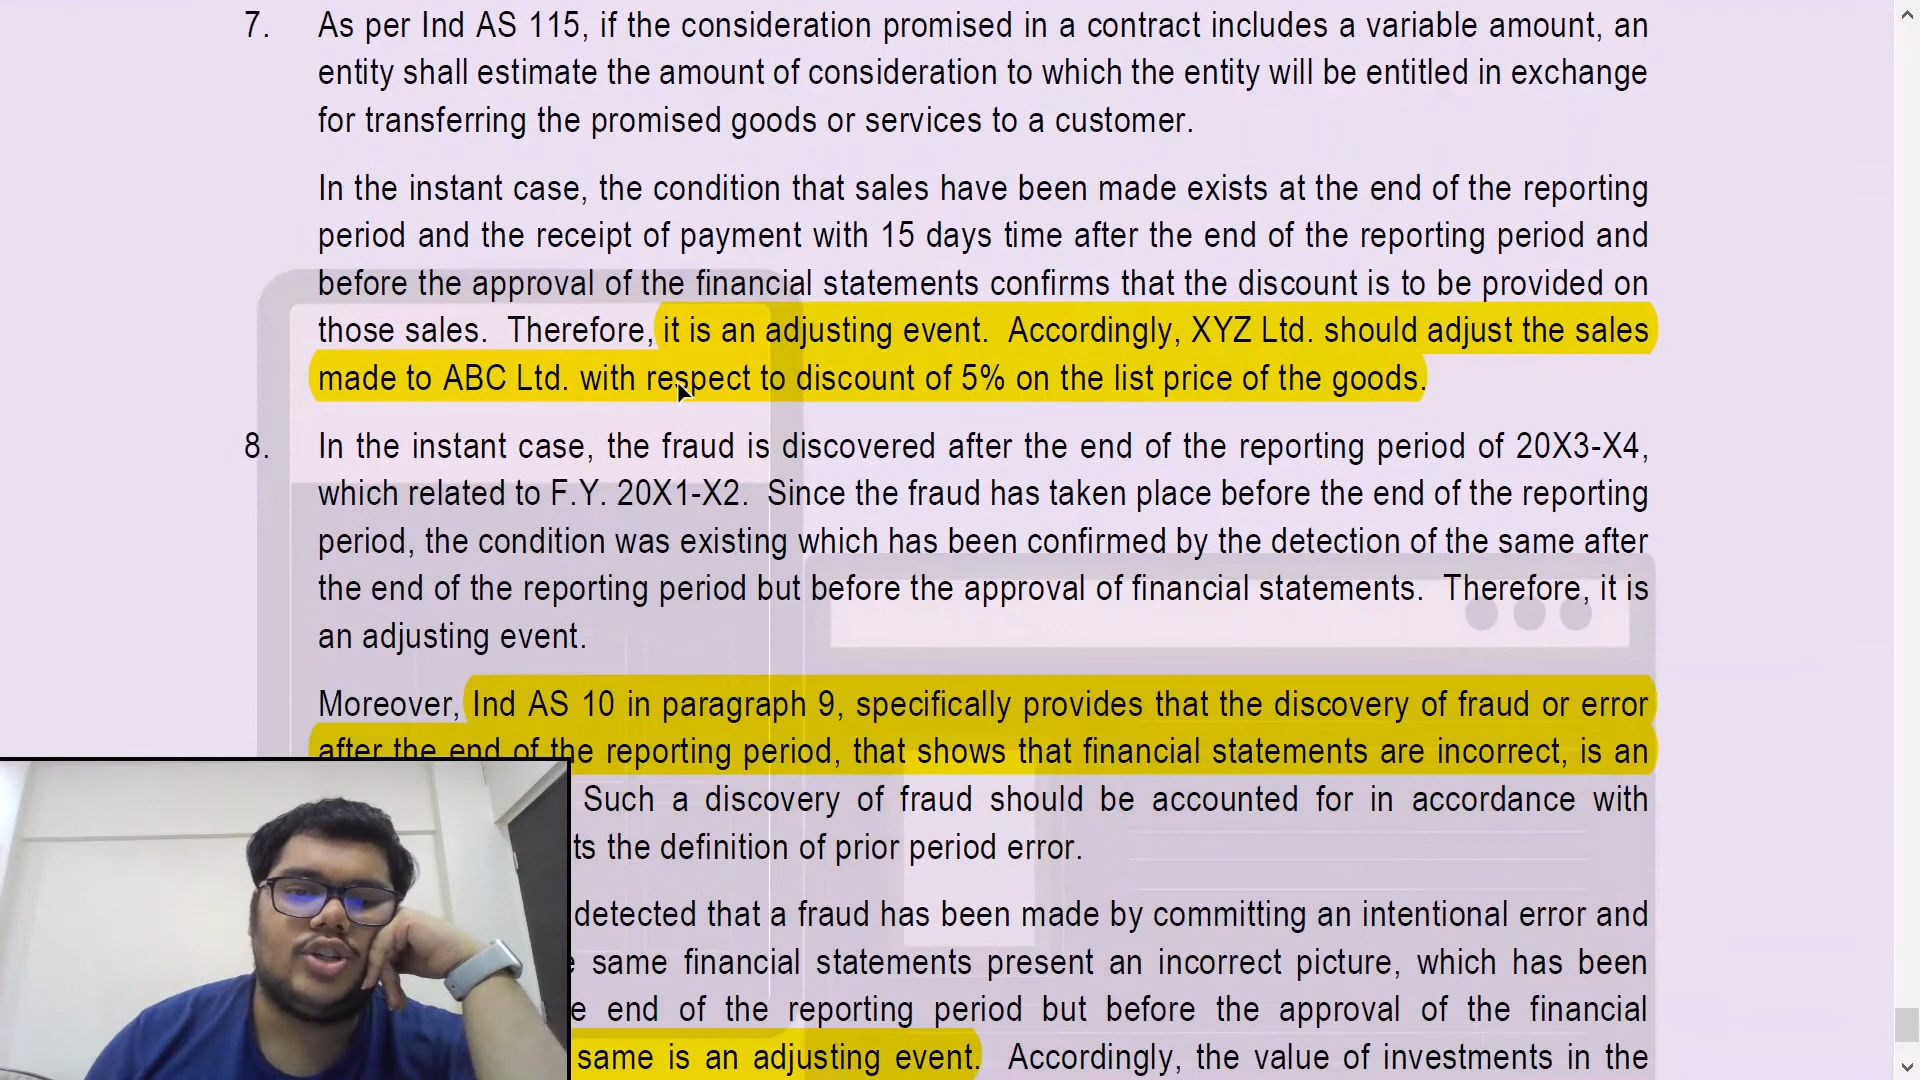 7. As per Ind AS 115, if the consideration promised in a contract includes a variable amount, an
entity shall estimate the amount of consideration to which the entity will be entitled in exchange
for transferring the promised goods or services to a customer.
In the instant case, the condition that sales have been made exists at the end of the reporting
period and the receipt of payment with 15 days time after the end of the reporting period and
before the approval of the financial statements confirms that the discount is to be provided on
those sales. Therefore, it is an adjusting event. Accordingly, XYZ Ltd. should adjust the sales
made to ABC Ltd. with respect to discount of 5% on the list price of the goods.
8. In the instant case, the fraud is discovered after the end of the reporting period of 20X3-X4,
which related to F.Y. 20X1-X2. Since the fraud has taken place before the end of the reporting
period, the condition was existing which has been confirmed by the detection of the same after
the end of the reporting period but before the approval of financial statements. Therefore, it is
an adjusting event.
Moreover, Ind AS 10 in paragraph 9, specifically provides that the discovery of fraud or error
after the end of the reporting period, that shows that financial statements are incorrect, is an
Such a discovery of fraud should be accounted for in accordance with
ts the definition of prior period error.
detected that a fraud has been made by committing an intentional error and
same financial statements present an incorrect picture, which has been
e end of the reporting period but before the approval of the financial
same is an adjusting event. Accordingly, the value of investments in the